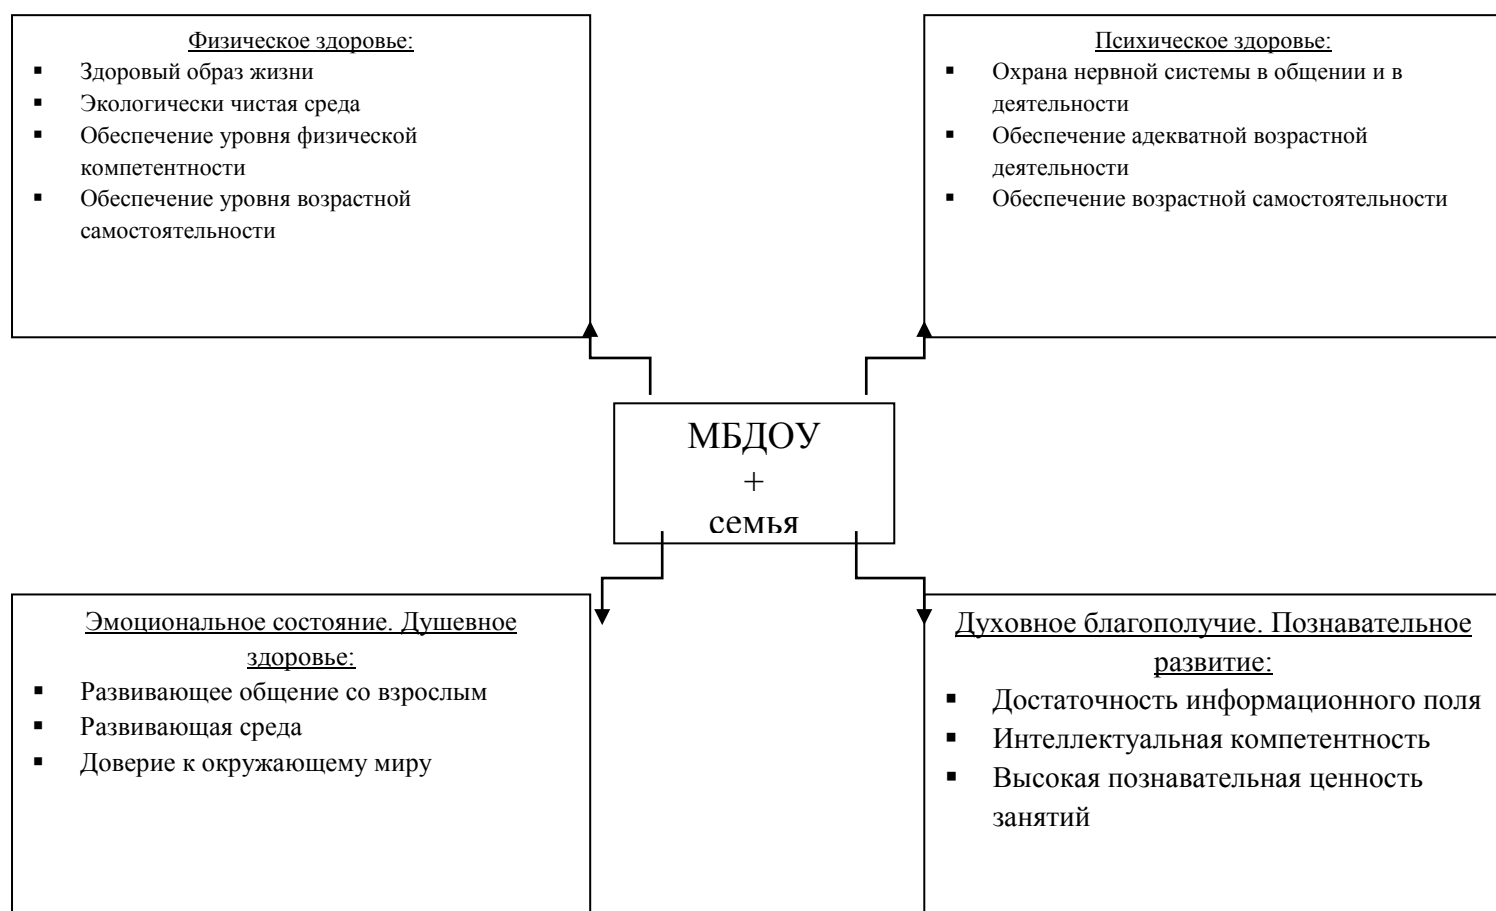 Физическое здоровье:
▪ Здоровый образ жизни
▪ Экологически чистая среда
▪ Обеспечение уровня физической
компетентности
▪ Обеспечение уровня возрастной
самостоятельности
Психическое здоровье:
▪ Охрана нервной системы в общении и в
деятельности
▪ Обеспечение адекватной возрастной
деятельности
▪ Обеспечение возрастной самостоятельности
МБДОУ
+
семья
Эмоциональное состояние. Душевное
здоровье:
▪ Развивающее общение со взрослым
▪ Развивающая среда
▪ Доверие к окружающему миру
Духовное благополучие. Познавательное
развитие:
▪ Достаточность информационного поля
▪ Интеллектуальная компетентность
▪ Высокая познавательная ценность
занятий